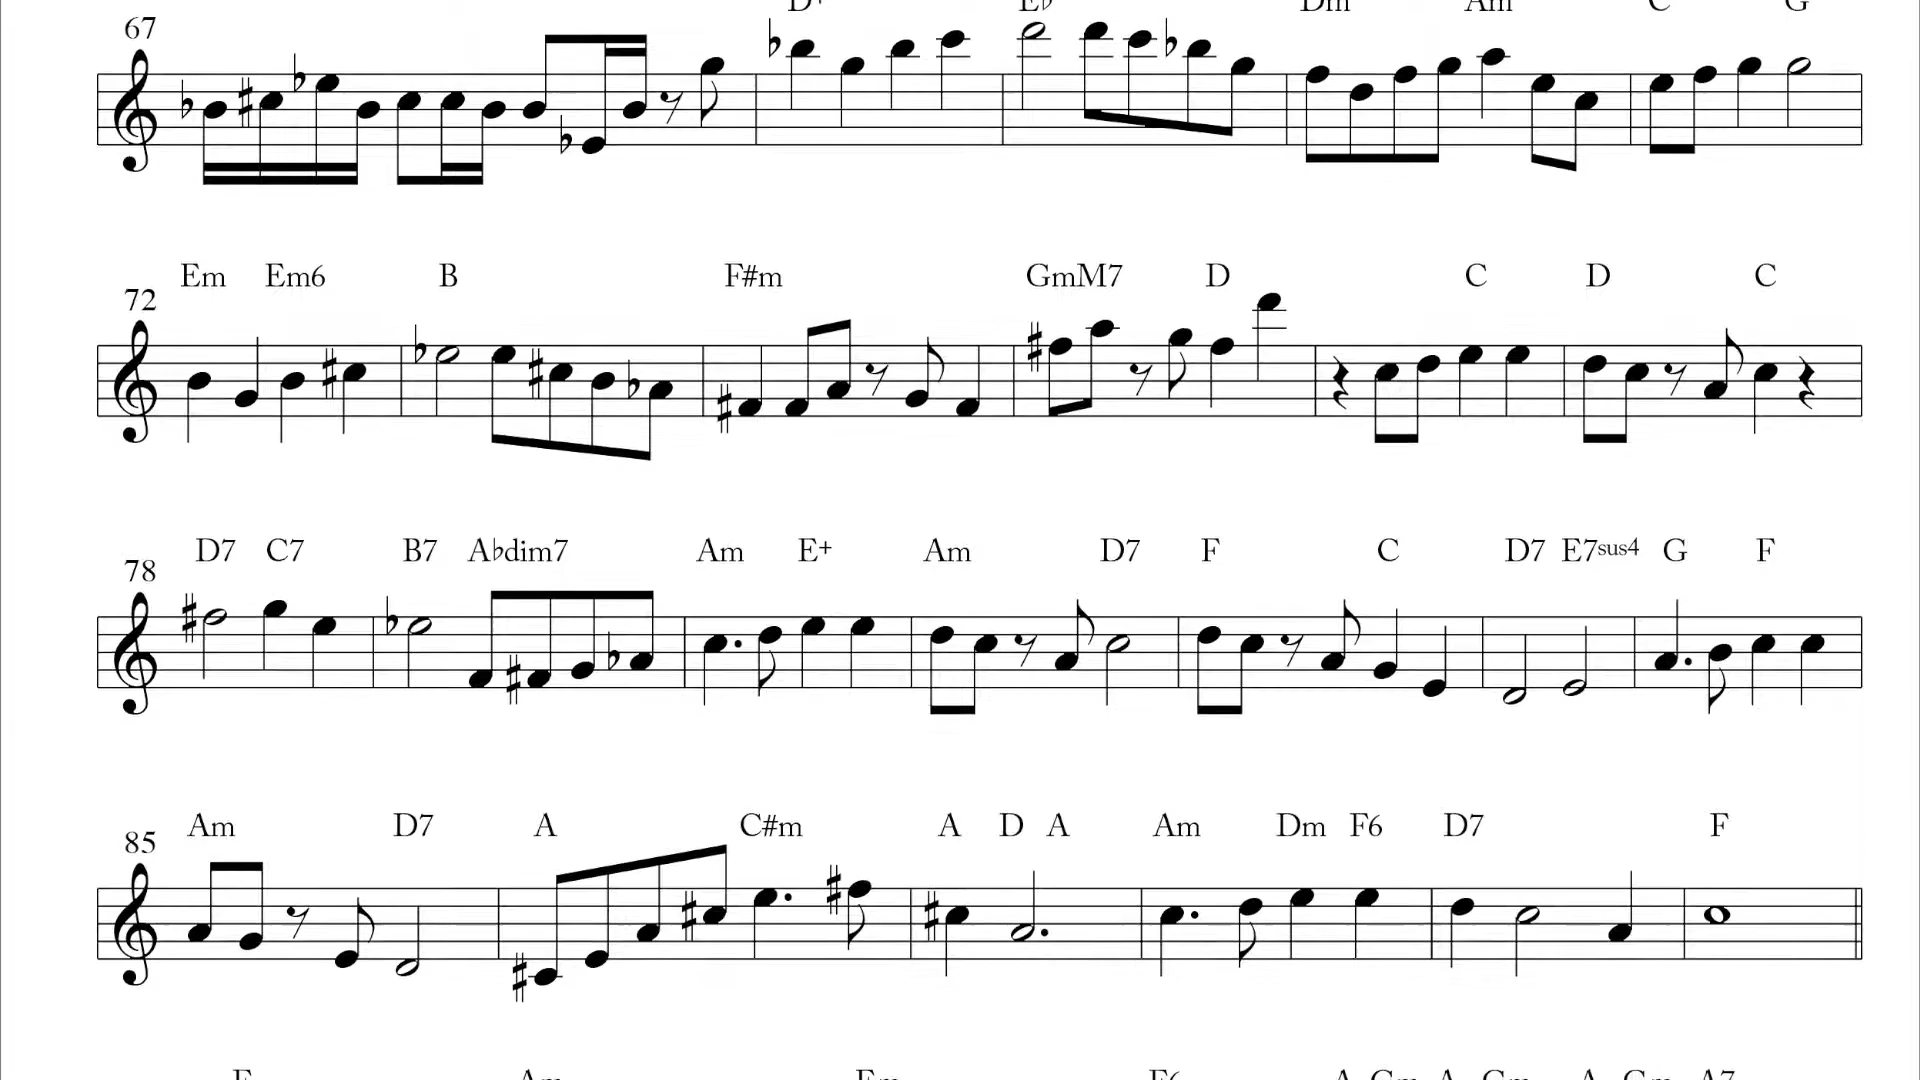 67 D+ E♭ Dm Am C G
Em Em6 B F#m GmM7 D C D C
72
D7 C7 B7 A♭dim7 Am E+ Am D7 F C D7 E7sus4 G F
78
Am D7 A C#m A D A Am Dm F6 D7 F
85